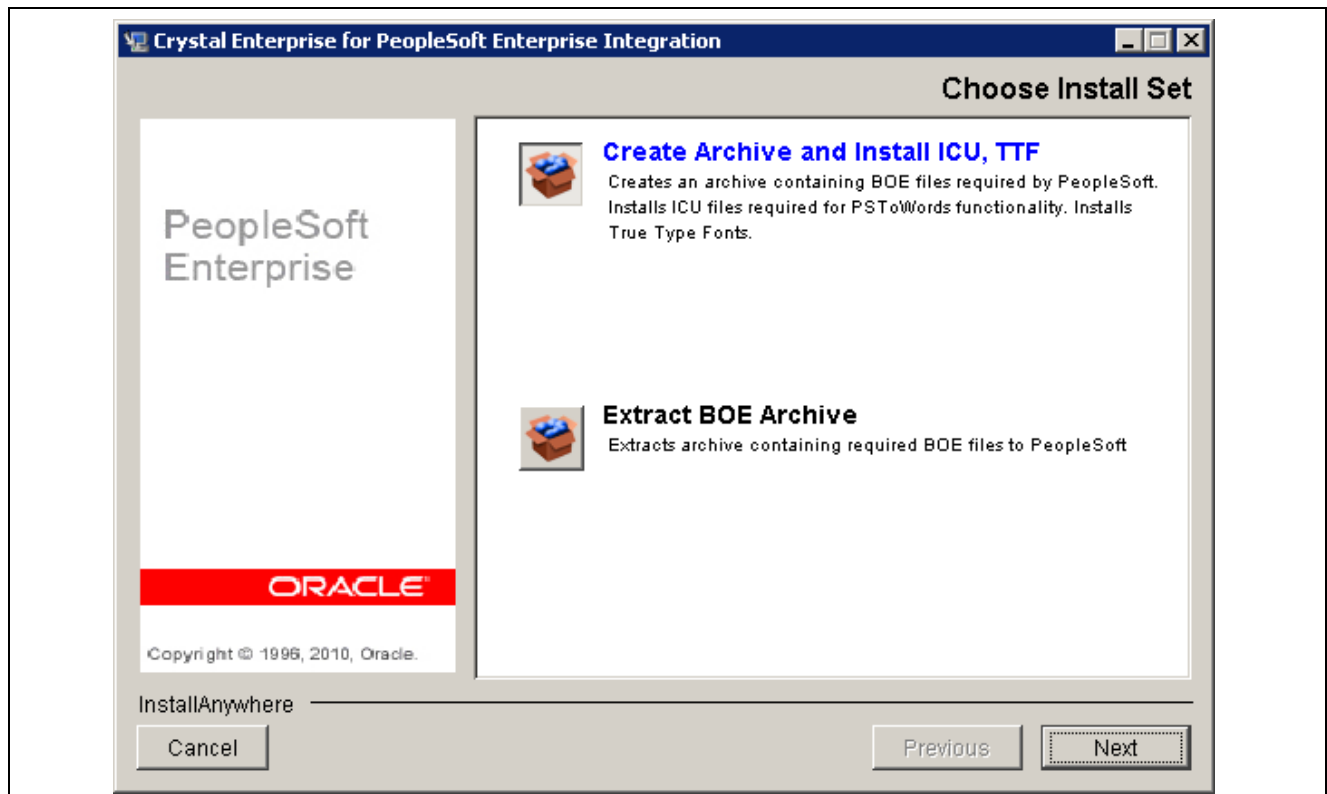 Crystal Enterprise for PeopleSoft Enterprise Integration
Choose Install Set
PeopleSoft
Enterprise
Create Archive and Install ICU, TTF
Creates an archive containing BOE files required by PeopleSoft.
Installs ICU files required for PSToWords functionality. Installs
True Type Fonts.
Extract BOE Archive
Extracts archive containing required BOE files to PeopleSoft
ORACLE
Copyright © 1996, 2010, Oracle.
InstallAnywhere
Cancel
Previous
Next